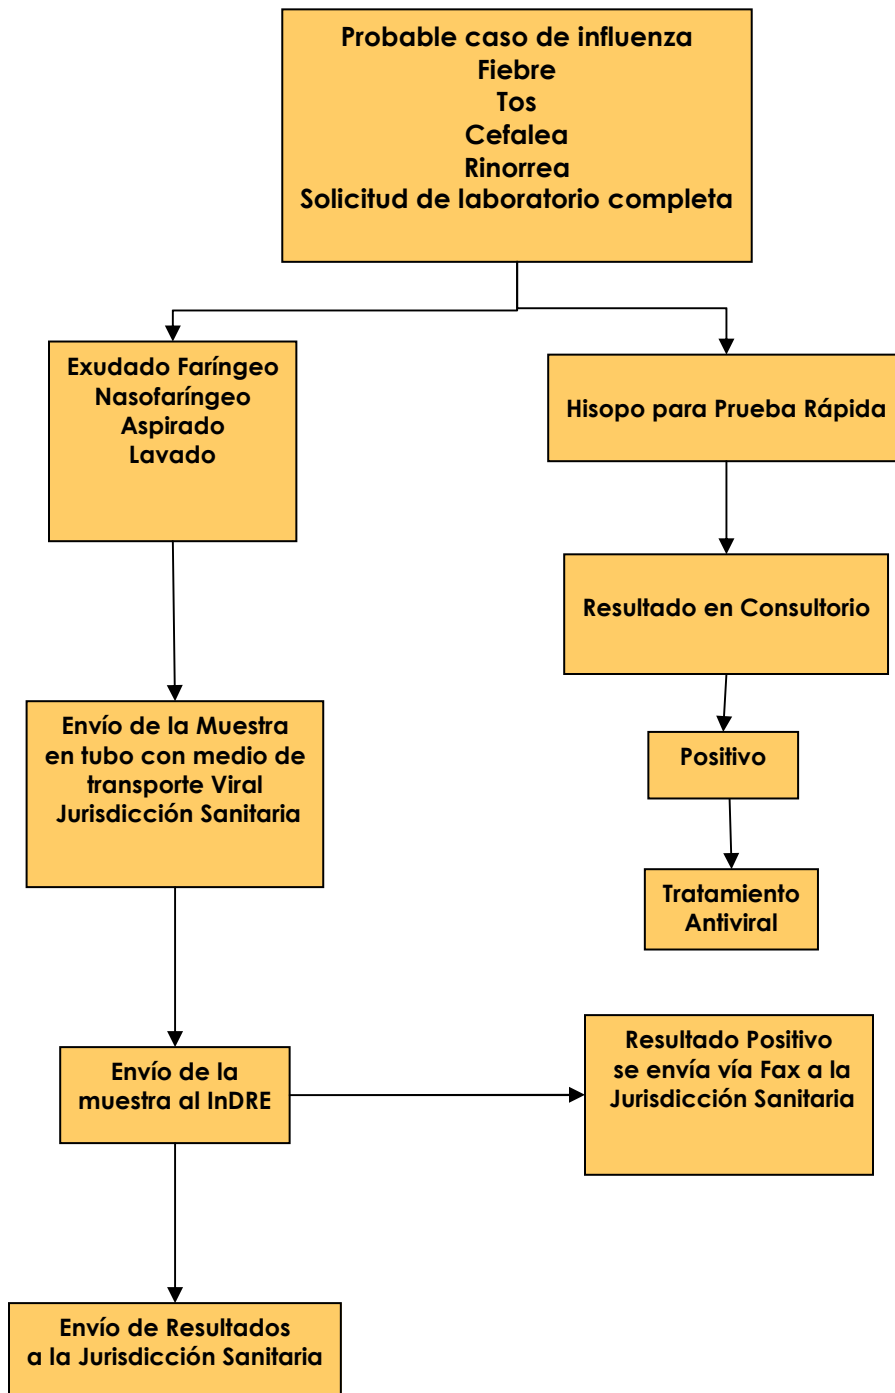 Probable caso de influenza
Fiebre
Tos
Cefalea
Rinorrea
Solicitud de laboratorio completa
Exudado Faríngeo
Nasofaríngeo
Aspirado
Lavado
Hisopo para Prueba Rápida
Resultado en Consultorio
Envío de la Muestra
en tubo con medio de
transporte Viral
Jurisdicción Sanitaria
Positivo
Tratamiento
Antiviral
Envío de la
muestra al InDRE
Resultado Positivo
se envía vía Fax a la
Jurisdicción Sanitaria
Envío de Resultados
a la Jurisdicción Sanitaria